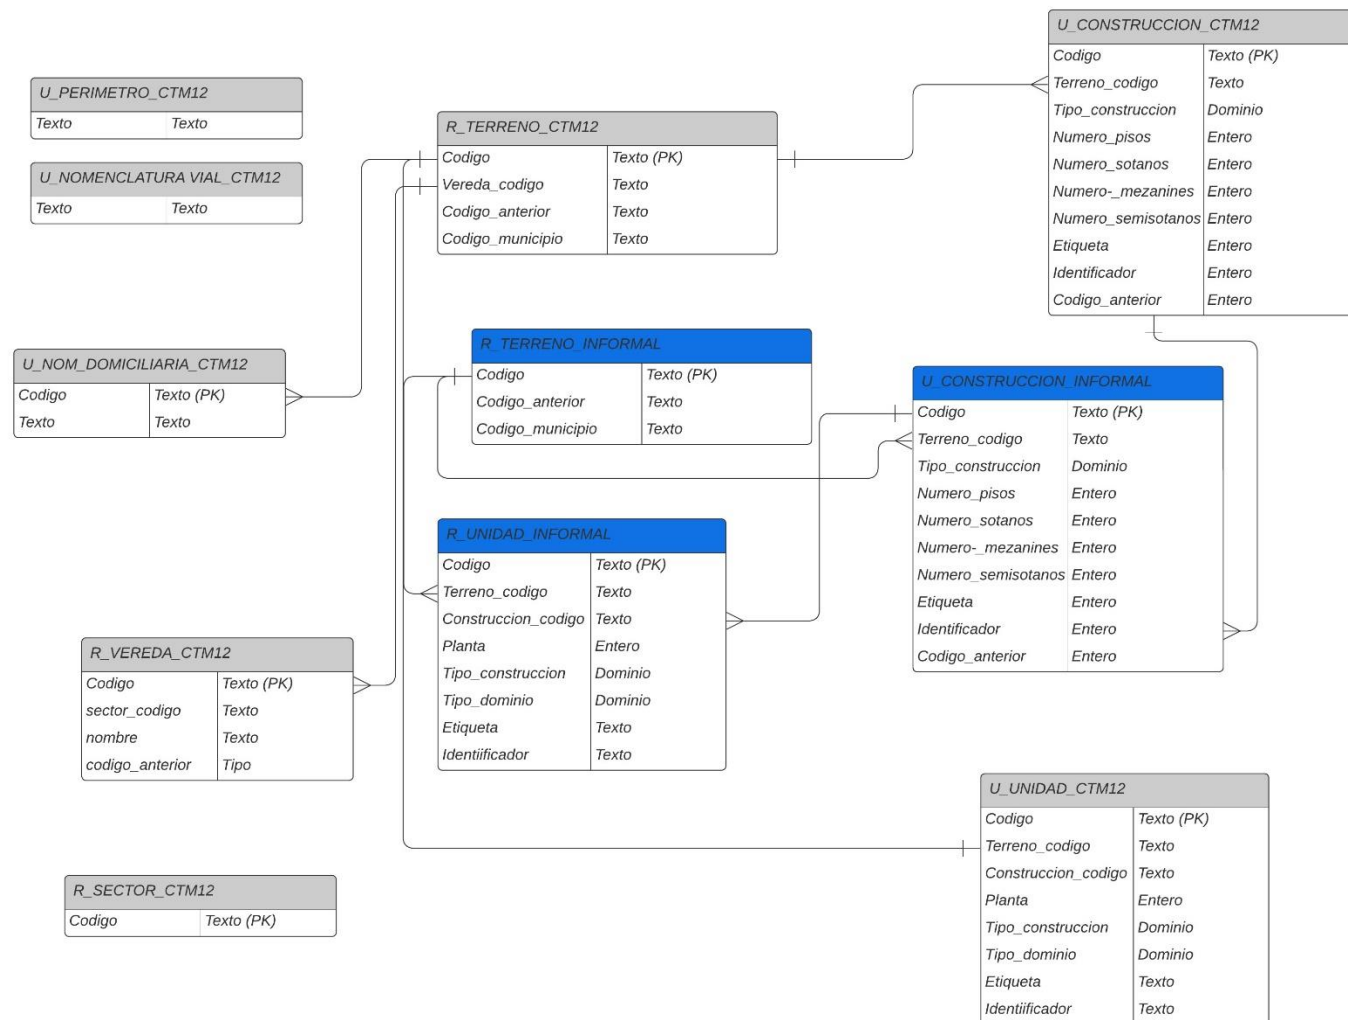 U_PERIMETRO_CTM12
Texto Texto
U_NOMENCLATURA VIAL_CTM12
Texto Texto
U_NOM_DOMICILIARIA_CTM12
Codigo Texto (PK)
Texto Texto
R_VEREDA_CTM12
Codigo Texto (PK)
sector_codigo Texto
nombre Texto
codigo_anterior Tipo
R_SECTOR_CTM12
Codigo Texto (PK)
R_TERRENO_CTM12
Codigo Texto (PK)
Vereda_codigo Texto
Codigo_anterior Texto
Codigo_municipio Texto
R_TERRENO_INFORMAL
Codigo Texto (PK)
Codigo_anterior Texto
Codigo_municipio Texto
R_UNIDAD_INFORMAL
Codigo Texto (PK)
Terreno_codigo Texto
Construccion_codigo Texto
Planta Entero
Tipo_construccion Dominio
Tipo_dominio Dominio
Etiqueta Texto
Identiificador Texto
U_CONSTRUCCION_CTM12
Codigo Texto (PK)
Terreno_codigo Texto
Tipo_construccion Dominio
Numero_pisos Entero
Numero_sotanos Entero
Numero-_mezanines Entero
Numero_semisotanos Entero
Etiqueta Entero
Identificador Entero
Codigo_anterior Entero
U_CONSTRUCCION_INFORMAL
Codigo Texto (PK)
Terreno_codigo Texto
Tipo_construccion Dominio
Numero_pisos Entero
Numero_sotanos Entero
Numero-_mezanines Entero
Numero_semisotanos Entero
Etiqueta Entero
Identificador Entero
Codigo_anterior Entero
U_UNIDAD_CTM12
Codigo Texto (PK)
Terreno_codigo Texto
Construccion_codigo Texto
Planta Entero
Tipo_construccion Dominio
Tipo_dominio Dominio
Etiqueta Texto
Identiificador Texto